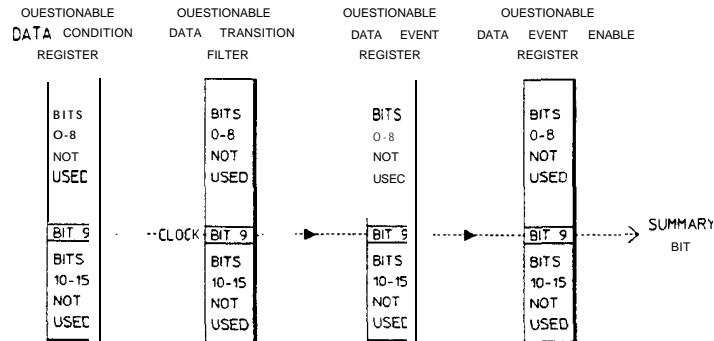 OUESTIONABLE
DATA CONDITION
REGISTER
OUESTIONABLE
DATA TRANSITION
FILTER
OUESTIONABLE
DATA EVENT
REGISTER
OUESTIONABLE
DATA EVENT ENABLE
REGISTER
BITS
O-8
NOT
USEC
BIT 9
BITS
10-15
NOT
USEC
CLOCK
BITS
0-8
NOT
USED
BIT 9
BITS
10-15
NOT
USED
BITS
O-8
NOT
USEC
BIT 9
BITS
10-15
NOT
USEC
BITS
0-8
NOT
USED
BIT 9
BITS
10-15
NOT
USED
SUMMARY
BIT